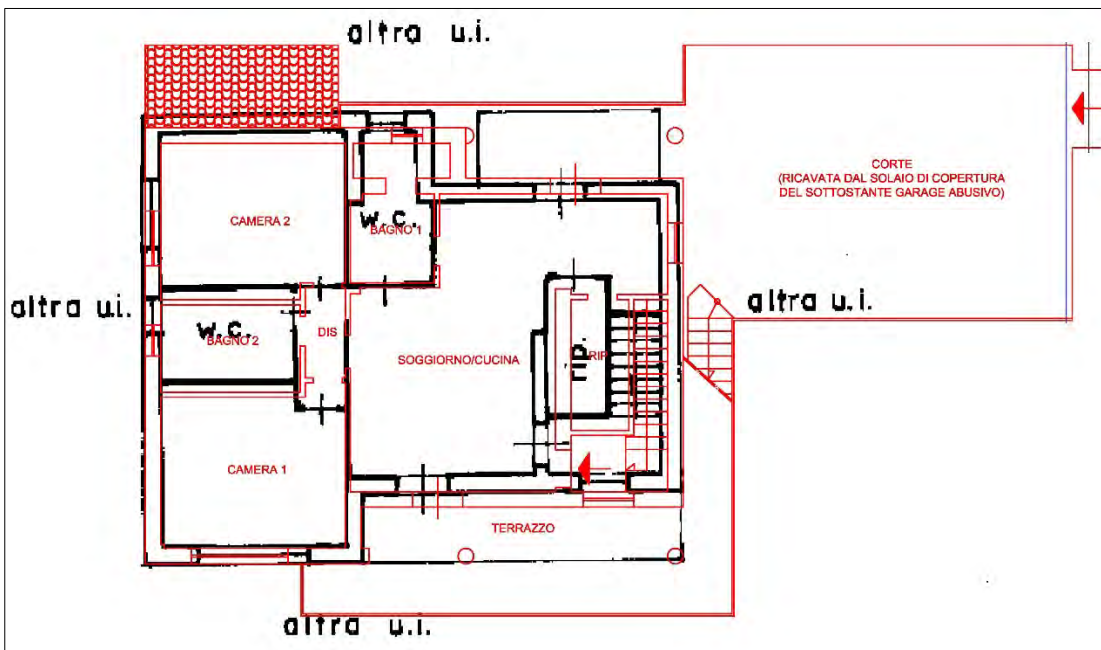 altra u.i.
CORTE
(RICAVATA DAL SOLAIO DI COPERTURA
DEL SOTTOSTANTE GARAGE ABUSIVO)
CAMERA 2
w.c.
BAGNO 1
altra u.i.
altra u.i.
w.c.
BAGNO 2
DIS
SOGGIORNO/CUCINA
rip.
RIP
CAMERA 1
TERRAZZO
altra u.i.